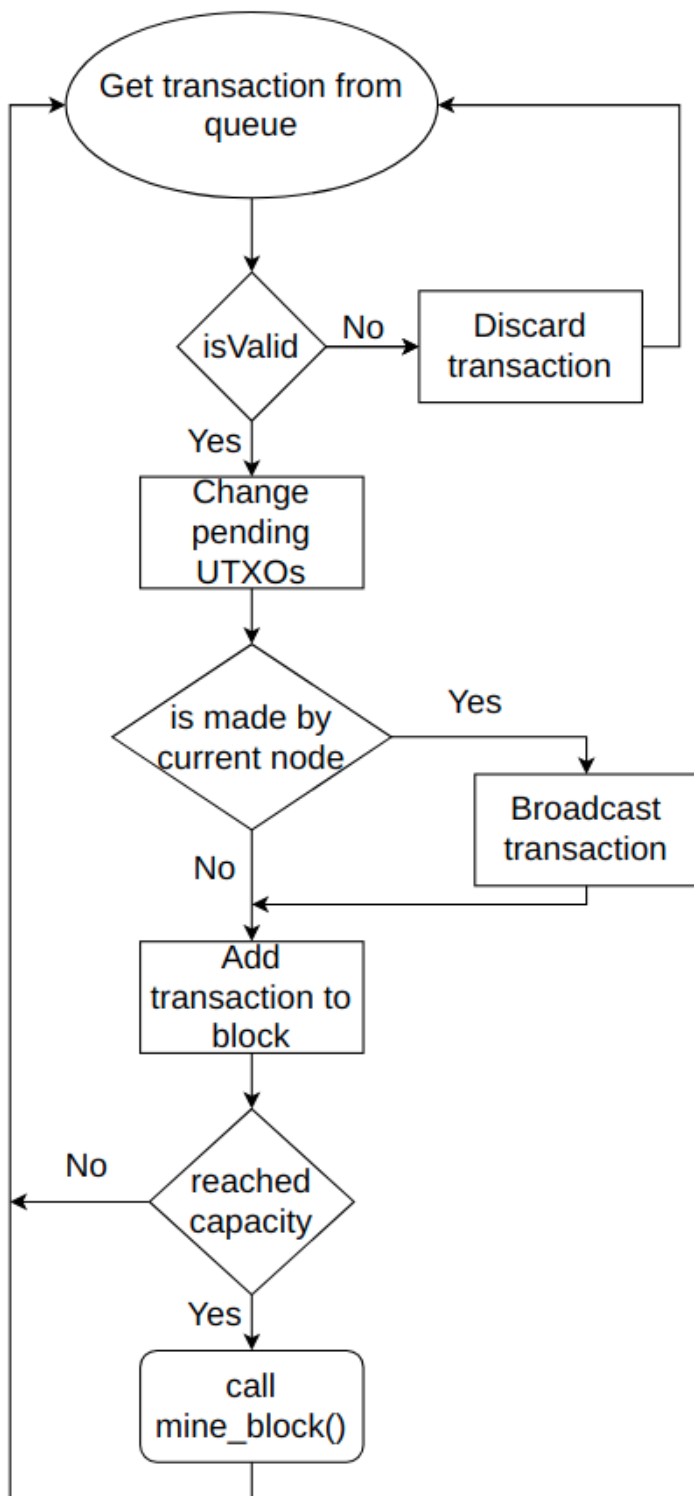 Get transaction from
queue
isValid
No
Discard
transaction
Yes
Change
pending
UTXOs
is made by
current node
Yes
Broadcast
transaction
No
Add
transaction to
block
No
reached
capacity
Yes
call
mine_block()